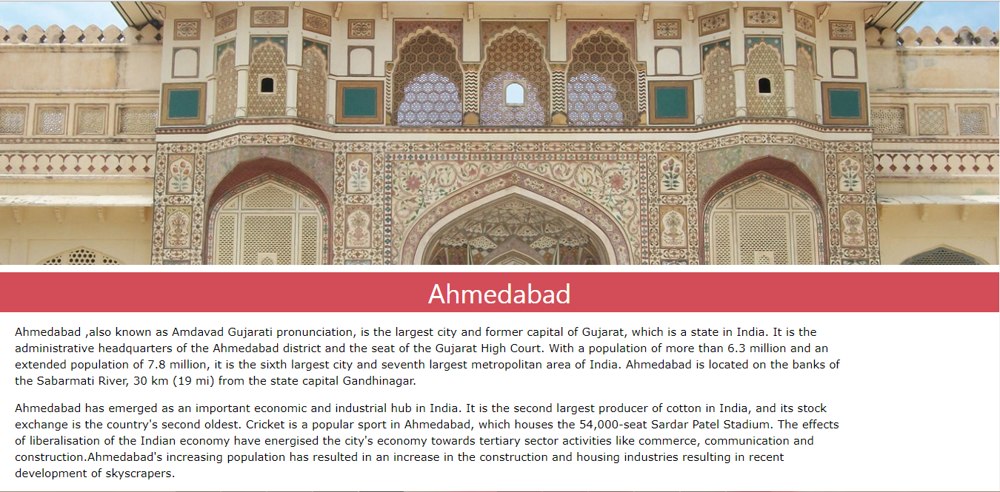 Ahmedabad
Ahmedabad ,also known as Amdavad Gujarati pronunciation, is the largest city and former capital of Gujarat, which is a state in India. It is the
administrative headquarters of the Ahmedabad district and the seat of the Gujarat High Court. With a population of more than 6.3 million and an
extended population of 7.8 million, it is the sixth largest city and seventh largest metropolitan area of India. Ahmedabad is located on the banks of
the Sabarmati River, 30 km (19 mi) from the state capital Gandhinagar.
Ahmedabad has emerged as an important economic and industrial hub in India. It is the second largest producer of cotton in India, and its stock
exchange is the country's second oldest. Cricket is a popular sport in Ahmedabad, which houses the 54,000-seat Sardar Patel Stadium. The effects
of liberalisation of the Indian economy have energised the city's economy towards tertiary sector activities like commerce, communication and
construction.Ahmedabad's increasing population has resulted in an increase in the construction and housing industries resulting in recent
development of skyscrapers.